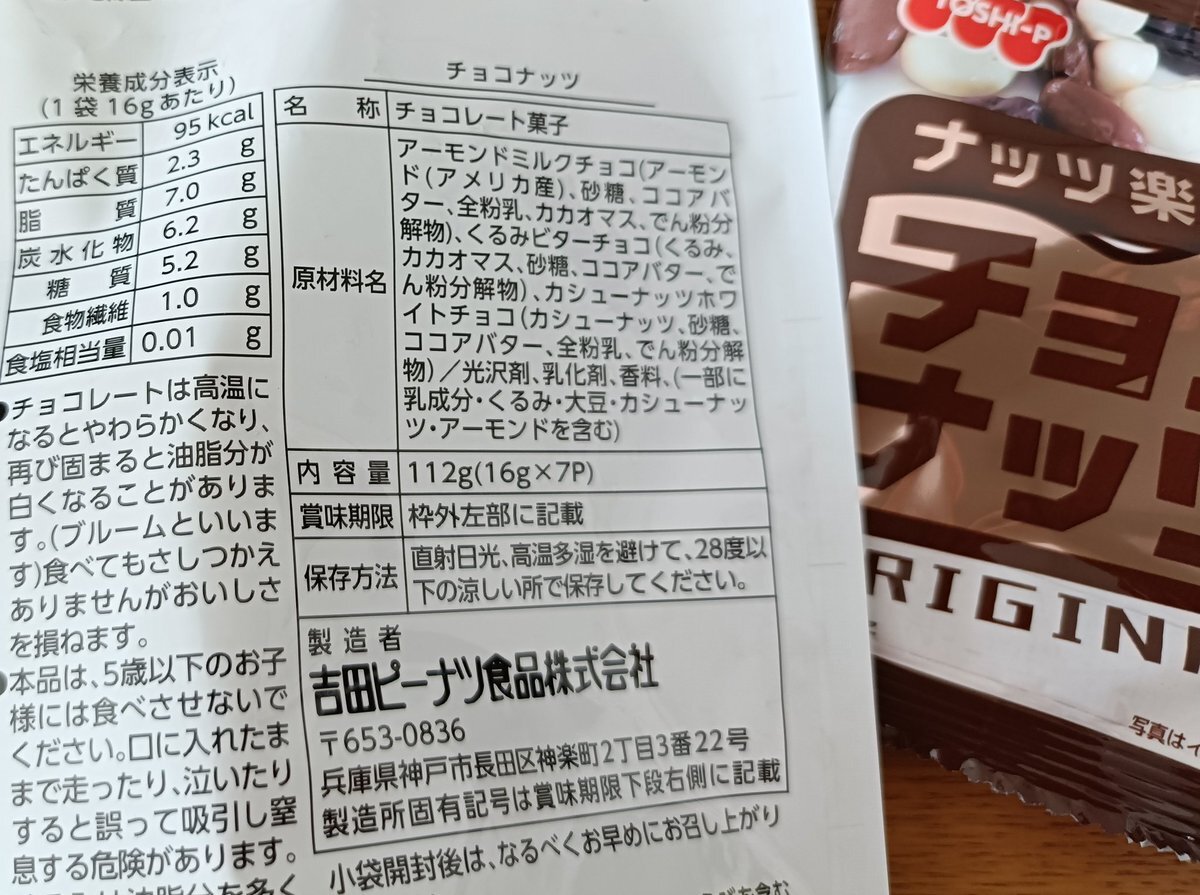 チョコナッツ
栄養成分表示
(1袋16gあたり)
エネルギー 95kcal
たんぱく質 2.3 g
脂質 7.0 g
炭水化物 6.2 g
糖質 5.2 g
食物繊維 1.0 g
食塩相当量 0.01 g
●チョコレートは高温に
なるとやわらかくなり、
再び固まると油脂分が
白くなることがありま
す。(ブルームといいま
す)食べてもさしつかえ
ありませんがおいしさ
を損ねます。
●本品は、5歳以下のお子
様には食べさせないで
ください。口に入れたま
まで走ったり、泣いたり
すると誤って吸引し窒
息する危険があります。
は油脂分を多く
名称 チョコレート菓子
原材料名
アーモンドミルクチョコ(アーモン
ド(アメリカ産)、砂糖、ココアバ
ター、全粉乳、カカオマス、でん粉分
解物)、くるみビターチョコ(くるみ、
カカオマス、砂糖、ココアバター、で
ん粉分解物)、カシューナッツホワ
イトチョコ(カシューナッツ、砂糖、
ココアバター、全粉乳、でん粉分解
物)/光沢剤、乳化剤、香料、(一部に
乳成分・くるみ・大豆・カシューナッ
ツ・アーモンドを含む)
内容量 112g(16g×7P)
賞味期限 枠外左部に記載
保存方法 直射日光、高温多湿を避けて、28度以
下の涼しい所で保存してください。
製造者
吉田ピーナツ食品株式会社
〒653-0836
兵庫県神戸市長田区神楽町2丁目3番22号
製造所固有記号は賞味期限下段右側に記載
小袋開封後は、なるべくお早めにお召し上がり
を含む
TOSHI-P
ナッツ楽
チョ
ナッツ
RIGIN
写真はイ